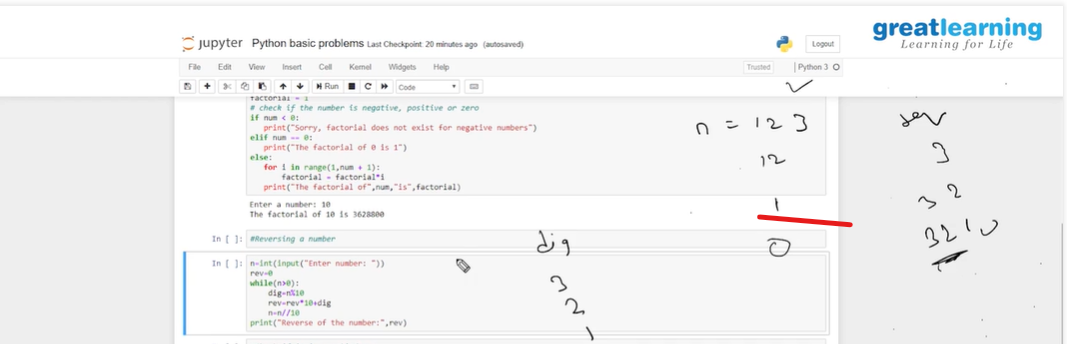 greatlearning
Learning for Life
jupyter Python basic problems Last Checkpoint: 20 minutes ago (autosaved)
Logout
File Edit View Insert Cell Kernel Widgets Help
Trusted Python 3
Run Code
factorial = 1
# check if the number is negative, positive or zero
if num < 0:
print("Sorry, factorial does not exist for negative numbers")
elif num == 0:
print("The factorial of 0 is 1")
else:
for i in range(1,num + 1):
factorial = factorial*i
print("The factorial of",num,"is",factorial)
Enter a number: 10
The factorial of 10 is 3628800
In [ ]: #Reversing a number
In [ ]: n=int(input("Enter number: "))
rev=0
while(n>0):
dig=n%10
rev=rev*10+dig
n=n//10
print("Reverse of the number:",rev)
n = 123
12
1
0
dig
3
2
1
rev
3
32
321